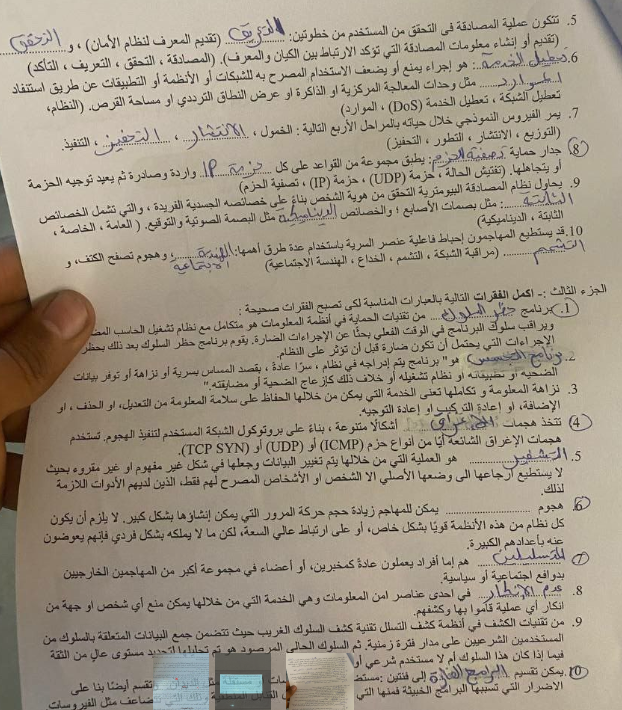 5. تتكون عملية المصادقة في التحقق من المستخدم من خطوتين: التعريف (تقديم المعرف لنظام الأمان) ، و التحقق
(تقديم أو إنشاء معلومات المصادقة التي تؤكد الارتباط بين الكيان والمعرف). (المصادقة ، التحقق ، التعريف ، التأكد)
6. تعطيل الخدمة: هو إجراء يمنع أو يضعف الاستخدام المصرح به للشبكات أو الأنظمة أو التطبيقات عن طريق استنفاد
الموارد مثل وحدات المعالجة المركزية أو الذاكرة او عرض النطاق الترددي او مساحة القرص. (النظام،
تعطيل الشبكة ، تعطيل الخدمة (DoS) ، الموارد)
7. يمر الفيروس النموذجي خلال حياته بالمراحل الأربع التالية : الخمول ، الانتشار ، التحفيز ، التنفيذ.
(التوزيع ، الانتشار ، التطور ، التحفيز)
8. جدار حماية تصفية الحزم: يطبق مجموعة من القواعد على كل حزمة IP واردة وصادرة ثم يعيد توجيه الحزمة
أو يتجاهلها. (تفتيش الحالة ، حزمة (UDP) ، حزمة (IP) ، تصفية الحزم)
9. يحاول نظام المصادقة البيومترية التحقق من هوية الشخص بناءً على خصائصه الجسدية الفريدة ، والتي تشمل الخصائص
الثابتة: مثل بصمات الأصابع ؛ والخصائص الديناميكية مثل البصمة الصوتية والتوقيع. ( العامة ، الخاصة ،
الثابتة ، الديناميكية)
10. قد يستطيع المهاجمون إحباط فاعلية عنصر السرية باستخدام عدة طرق أهمها: الهندسة الاجتماعية ، وهجوم تصفح الكتف، و
التشمم (مراقبة الشبكة ، التشمم ، الخداع ، الهندسة الاجتماعية)
الجزء الثالث :- اكمل الفقرات التالية بالعبارات المناسبة لكى تصبح الفقرات صحيحة :
1. برنامج حظر السلوك من تقنيات الحماية في أنظمة المعلومات هو متكامل مع نظام تشغيل الحاسب
ويراقب سلوك البرنامج في الوقت الفعلي بحثًا عن الإجراءات الضارة. يقوم برنامج حظر السلوك بعد ذلك بحظر
الإجراءات التي يحتمل أن تكون ضارة قبل أن تؤثر على النظام.
2. برنامج التجسس هو" برنامج يتم إدراجه في نظام ، سرًا عادةً ، بقصد المساس بسرية أو نزاهة أو توفر بيانات
الضحية أو تطبيقاته او نظام تشغيله أو خلاف ذلك كإزعاج الضحية أو مضايقته."
3. نزاهة المعلومة و تكاملها تعنى الخدمة التي يمكن من خلالها الحفاظ على سلامة المعلومة من التعديل، او الحذف ، او
الإضافة، او إعادة التركيب او إعادة التوجيه.
4. تتخذ هجمات الاغراق أشكالًا متنوعة ، بناءً على بروتوكول الشبكة المستخدم لتنفيذ الهجوم. تستخدم
هجمات الإغراق الشائعة أيًا من أنواع حزم (ICMP) أو (UDP) أو (TCP SYN).
5. التشفير هو العملية التي من خلالها يتم تغيير البيانات وجعلها في شكل غير مفهوم او غير مقروء بحيث
لا يستطيع ارجاعها الى وضعها الأصلي الا الشخص او الأشخاص المصرح لهم فقط، الذين لديهم الأدوات اللازمة
لذلك.
6. هجوم .................... يمكن للمهاجم زيادة حجم حركة المرور التي يمكن إنشاؤها بشكل كبير. لا يلزم أن يكون
كل نظام من هذه الأنظمة قويًا بشكل خاص، أو على ارتباط عالي السعة، لكن ما لا يملكه بشكل فردي فإنهم يعوضون
عنه بأعدادهم الكبيرة.
7. المتسللين هم إما أفراد يعملون عادةً كمخبرين، أو أعضاء في مجموعة أكبر من المهاجمين الخارجيين
بدوافع اجتماعية أو سياسية.
8. عدم الإنكار في احدى عناصر امن المعلومات وهي الخدمة التي من خلالها يمكن منع أي شخص او جهة من
انكار أي عملية قاموا بها وكشفهم.
9. من تقنيات الكشف في أنظمة كشف التسلل تقنية كشف السلوك الغريب حيث تتضمن جمع البيانات المتعلقة بالسلوك من
المستخدمين الشرعيين على مدار فترة زمنية. ثم السلوك الحالي المرصود هو تم تحليلها لتحديد مستوى عالٍ من الثقة
فيما إذا كان هذا السلوك ام لا مستخدم شرعي او
10. يمكن تقسيم البرامج الضارة إلى فئتين : تقسم أيضًا بنا على
الاضرار التي تسببها البرامج الخبيثة فمنها التي تتضاعف مثل الفيروسات